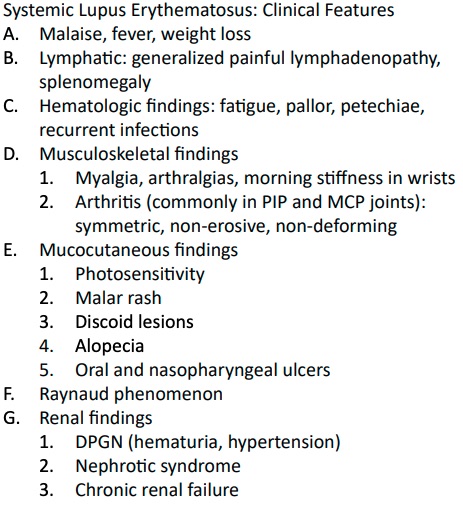 Systemic Lupus Erythematosus: Clinical Features
A. Malaise, fever, weight loss
B. Lymphatic: generalized painful lymphadenopathy,
splenomegaly
C. Hematologic findings: fatigue, pallor, petechiae,
recurrent infections
D. Musculoskeletal findings
1. Myalgia, arthralgias, morning stiffness in wrists
2. Arthritis (commonly in PIP and MCP joints):
symmetric, non-erosive, non-deforming
E. Mucocutaneous findings
1. Photosensitivity
2. Malar rash
3. Discoid lesions
4. Alopecia
5. Oral and nasopharyngeal ulcers
F. Raynaud phenomenon
G. Renal findings
1. DPGN (hematuria, hypertension)
2. Nephrotic syndrome
3. Chronic renal failure